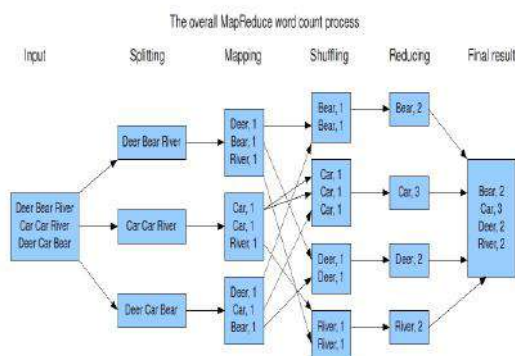 The overall MapReduce word count process
Input
Splitting
Mapping
Shuffling
Reducing
Final result
Deer Bear River
Car Car River
Deer Car Bear
Deer Bear River
Car Car River
Deer Car Bear
Deer, 1
Bear, 1
River, 1
Car, 1
Car, 1
River, 1
Deer, 1
Car, 1
Bear, 1
Bear, 1
Bear, 1
Car, 1
Car, 1
Car, 1
Deer, 1
Deer, 1
River, 1
River, 1
Bear, 2
Car, 3
Deer, 2
River, 2
Bear, 2
Car, 3
Deer, 2
River, 2